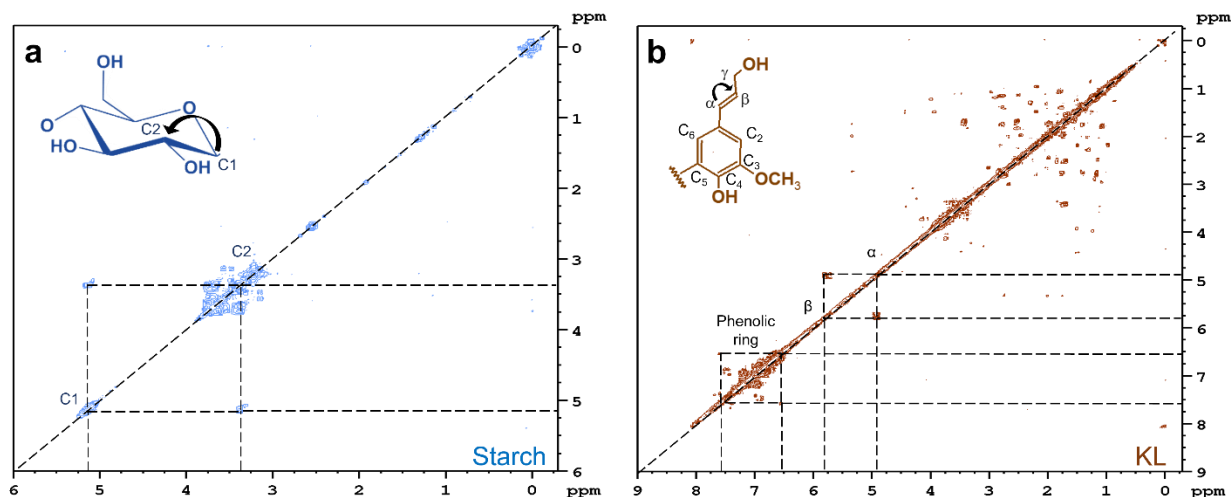 a
OH
O
O
HO
OH
C2
C1
C2
C1
Starch
ppm
0
1
2
3
4
5
6
6 5 4 3 2 1 0 ppm
b
OH
γ
α
β
C6
C2
C3
C5
C4
OCH3
OH
α
β
Phenolic
ring
KL
ppm
0
1
2
3
4
5
6
7
8
9
9 8 7 6 5 4 3 2 1 0 ppm